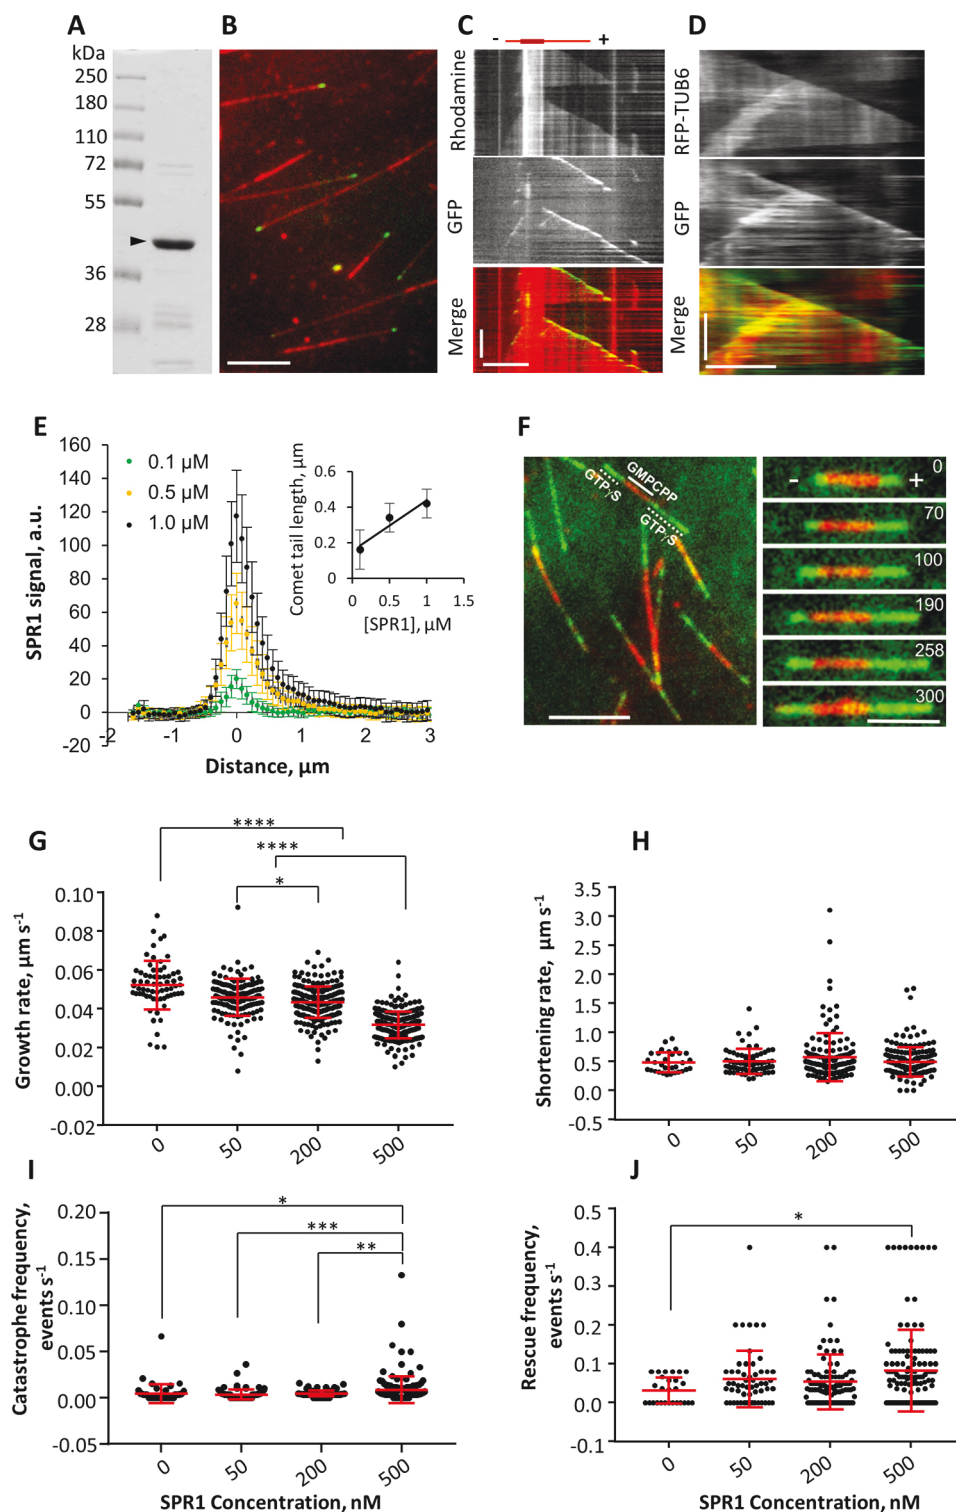 A
kDa
250
180
110
72
55
36
28
B
C
- +
Rhodamine
GFP
Merge
D
RFP-TUB6
GFP
Merge
E
SPR1 signal, a.u.
160
140
120
100
80
60
40
20
0
-20
-2 -1 0 1 2 3
Distance, µm
0.1 µM
0.5 µM
1.0 µM
Comet tail length, µm
0.6
0.4
0.2
0
0 0.5 1 1.5
[SPR1], µM
F
GTPγS
GMPCPP
GTPγS
- +
0
70
100
190
258
300
G
****
****
*
Growth rate, µm s-1
0.10
0.08
0.06
0.04
0.02
0.00
-0.02
0 50 200 500
H
Shortening rate, µm s-1
3.5
3.0
2.5
2.0
1.5
1.0
0.5
0.0
-0.5
0 50 200 500
I
*
***
**
Catastrophe frequency,
events s-1
0.20
0.15
0.10
0.05
0.00
-0.05
0 50 200 500
SPR1 Concentration, nM
J
*
Rescue frequency,
events s-1
0.4
0.3
0.2
0.1
0.0
-0.1
0 50 200 500
SPR1 Concentration, nM